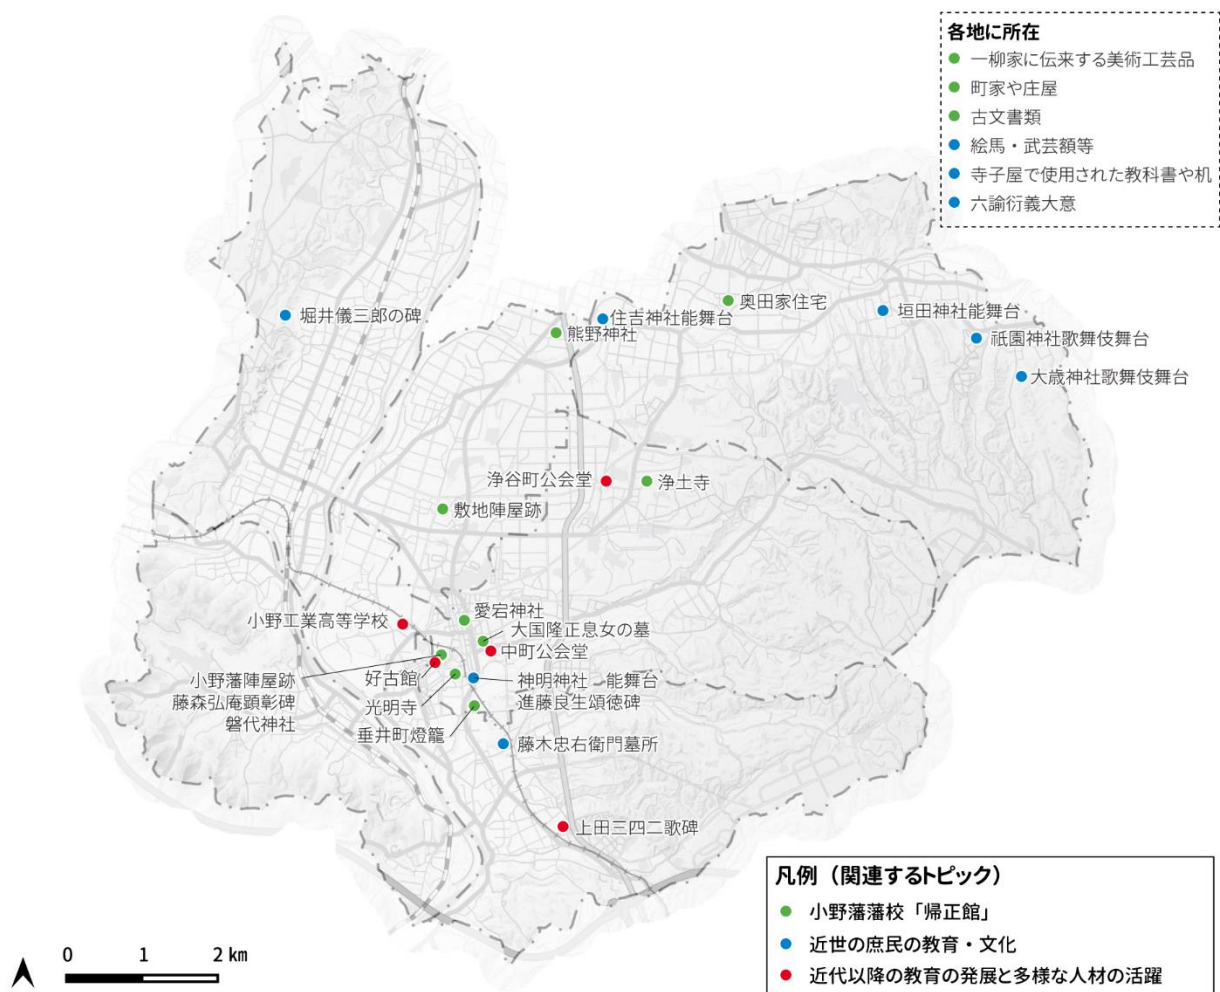 各地に所在
一柳家に伝来する美術工芸品
町家や庄屋
古文書類
絵馬・武芸額等
寺子屋で使用された教科書や机
六諭衍義大意
奥田家住宅
堀井儀三郎の碑
住吉神社能舞台
垣田神社能舞台
熊野神社
祇園神社歌舞伎舞台
大歳神社歌舞伎舞台
浄谷町公会堂
浄土寺
敷地陣屋跡
愛宕神社
小野工業高等学校
大国隆正息女の墓
中町公会堂
小野藩陣屋跡
藤森弘庵顕彰碑
磐代神社
好古館
光明寺
垂井町燈籠
神明神社 能舞台
進藤良生頌徳碑
藤木忠右衛門墓所
上田三四二歌碑
凡例（関連するトピック）
小野藩藩校「帰正館」
近世の庶民の教育・文化
近代以降の教育の発展と多様な人材の活躍
0 1 2 km